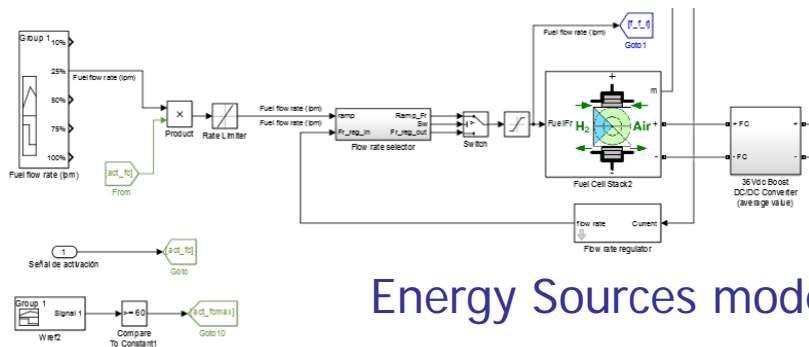 Group 1
10%
25%
50%
75%
100%
Fuel flow rate (lpm)
Fuel flow rate (lpm)
×
Product
Rate Limiter
[act_fc]
From
Fuel flow rate (lpm)
Fuel flow rate (lpm)
ramp
Fr_reg_in
Ramp_Fr
Sw
Fr_reg_out
Flow rate selector
Switch
Fuel flow rate (lpm)
Goto1
FuelFr
+
m
H2
Air
+
-
-
Fuel Cell Stack2
+ FC
- FC
+
-
36Vdc Boost
DC/DC Converter
(average value)
flow rate
Current
Flow rate regulator
1
Señal de activación
[act_fc]
Goto
Group 1
Signal 1
Wref2
>= 60
Compare
To Constant1
[act_fcmax]
Goto10
Energy Sources mode